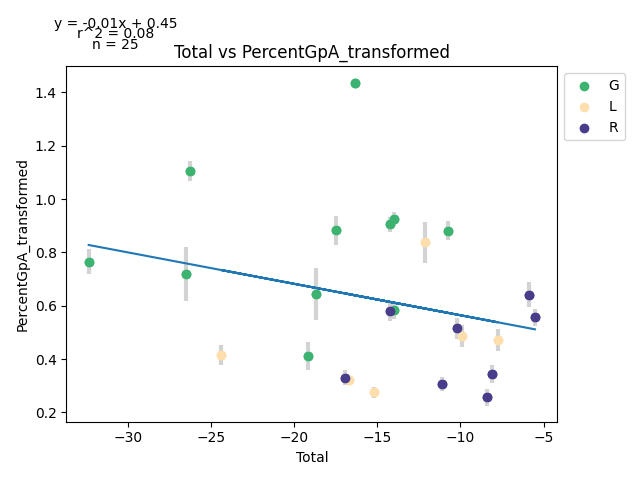 y = -0.01x + 0.45
r^2 = 0.08
n = 25
Total vs PercentGpA_transformed
G
L
R
PercentGpA_transformed
1.4
1.2
1.0
0.8
0.6
0.4
0.2
−30
−25
−20
−15
−10
−5
Total